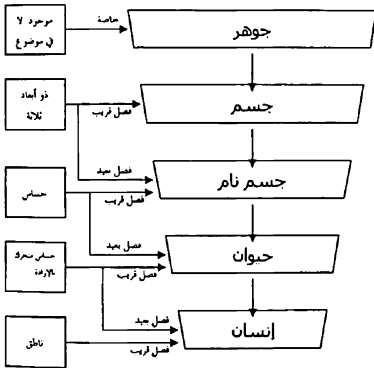 جوهر
خاصة
موجود لا
في موضوع
جسم
فصل قريب
ذو أبعاد
ثلاثة
فصل بعيد
جسم نام
فصل قريب
حساس
فصل بعيد
حيوان
فصل قريب
حساس متحرك
بالإرادة
فصل بعيد
إنسان
فصل قريب
ناطق